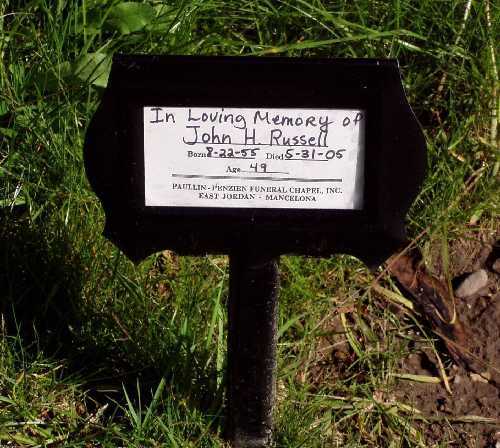 In Loving Memory of
John H Russell
Born 8-22-55 Died 5-31-05
Age 49
PAULLIN-PENZIEN FUNERAL CHAPEL, INC.
EAST JORDAN - MANCELONA